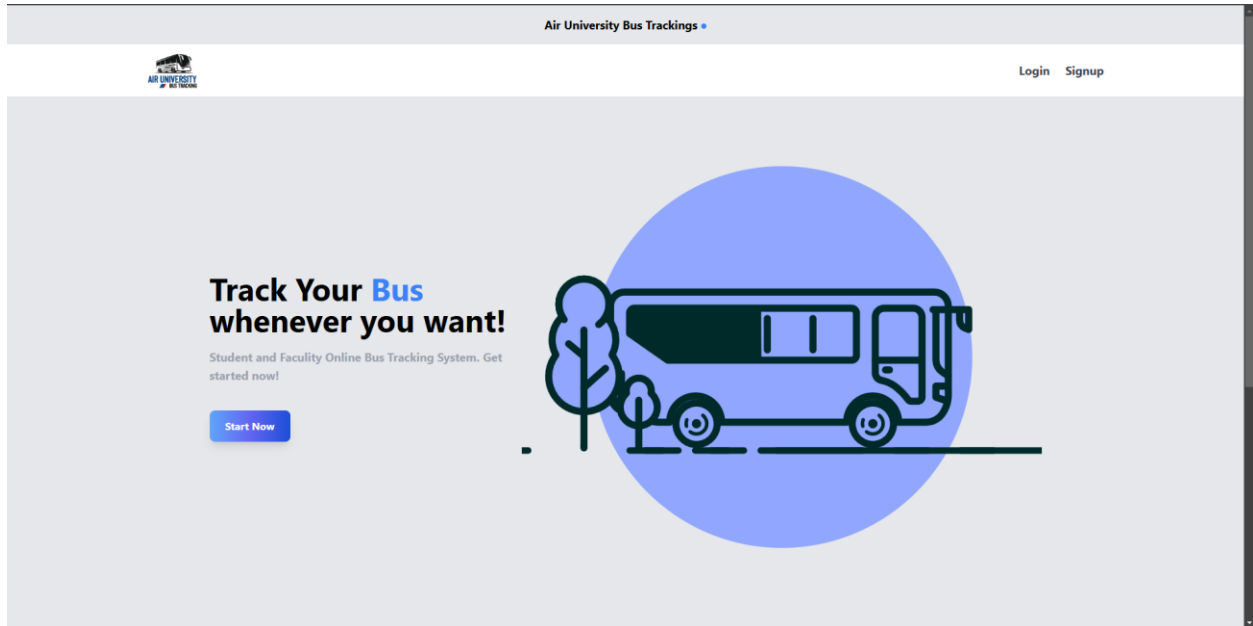 Air University Bus Trackings
AIR UNIVERSITY
BUS TRACKING
Login Signup
Track Your Bus
whenever you want!
Student and Faculity Online Bus Tracking System. Get
started now!
Start Now